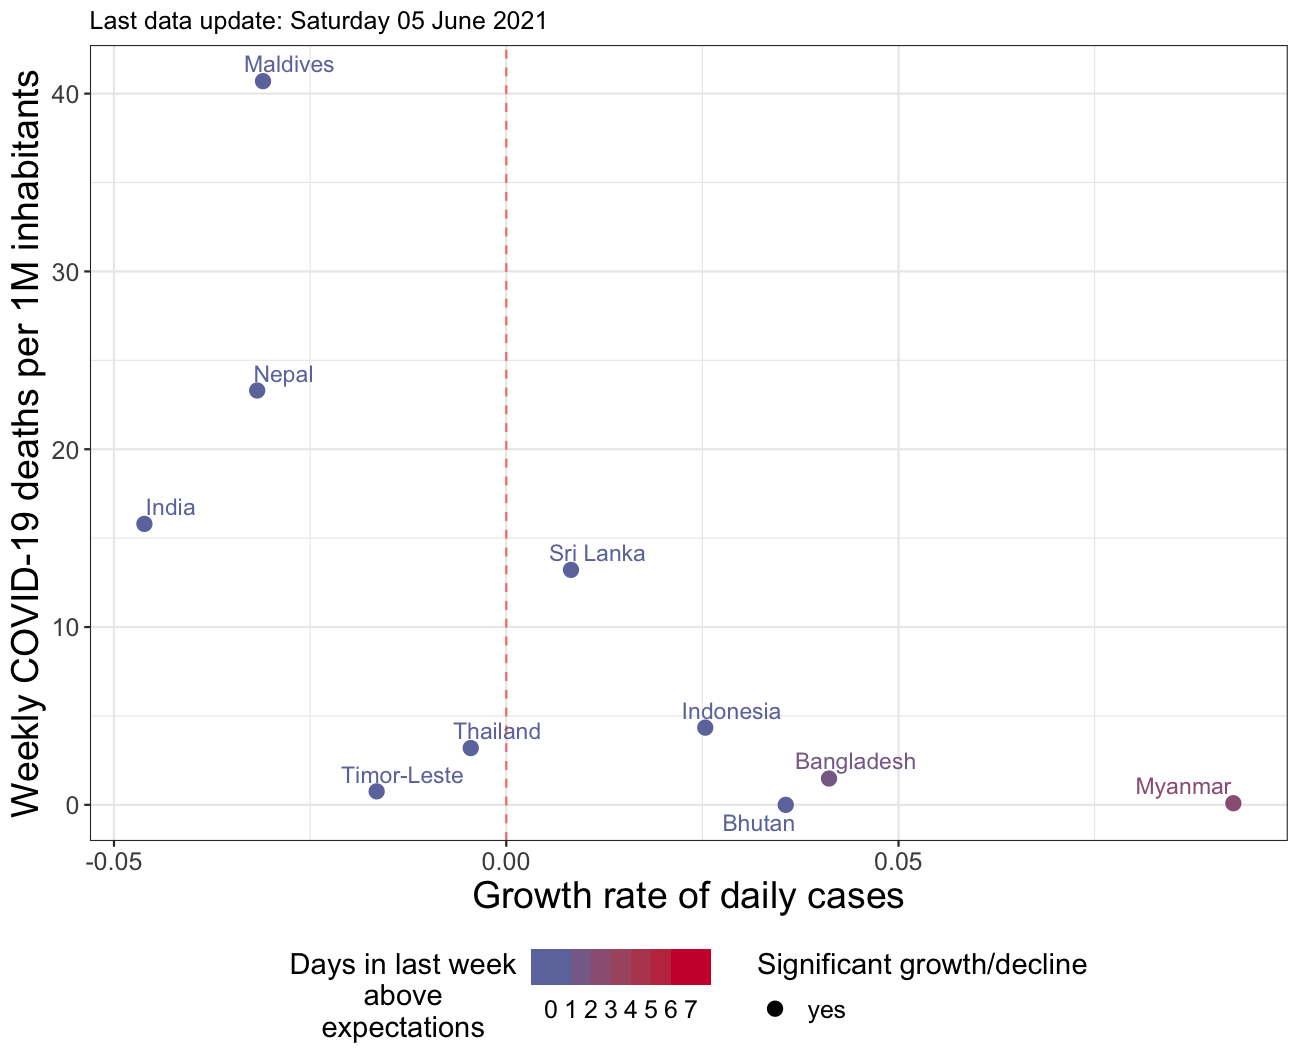 Last data update: Saturday 05 June 2021
Weekly COVID-19 deaths per 1M inhabitants
40
30
20
10
0
Maldives
Nepal
India
Sri Lanka
Indonesia
Thailand
Bangladesh
Timor-Leste
Myanmar
Bhutan
-0.05 0.00 0.05
Growth rate of daily cases
Days in last week
above
expectations
0 1 2 3 4 5 6 7
Significant growth/decline
yes